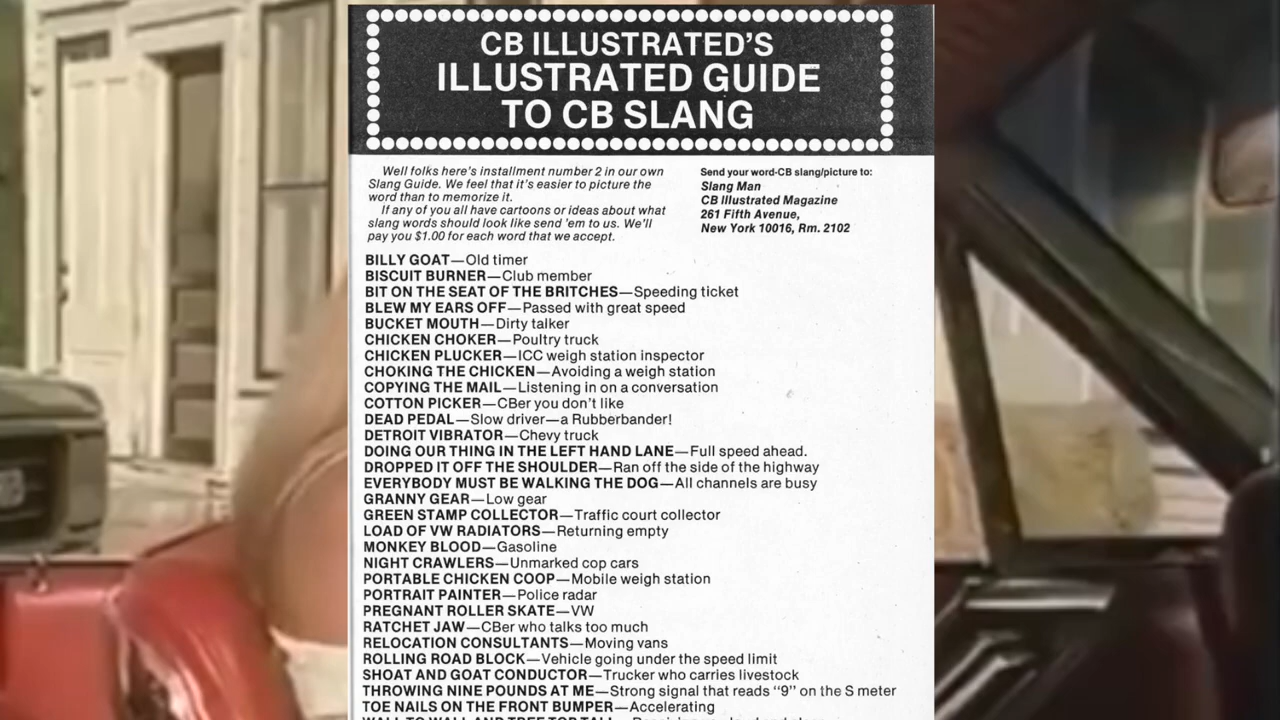 CB ILLUSTRATED'S
ILLUSTRATED GUIDE
TO CB SLANG
Well folks here's installment number 2 in our own
Slang Guide. We feel that it's easier to picture the
word than to memorize it.
If any of you all have cartoons or ideas about what
slang words should look like send 'em to us. We'll
pay you $1.00 for each word that we accept.
Send your word-CB slang/picture to:
Slang Man
CB Illustrated Magazine
261 Fifth Avenue,
New York 10016, Rm. 2102
BILLY GOAT—Old timer
BISCUIT BURNER—Club member
BIT ON THE SEAT OF THE BRITCHES—Speeding ticket
BLEW MY EARS OFF—Passed with great speed
BUCKET MOUTH—Dirty talker
CHICKEN CHOKER—Poultry truck
CHICKEN PLUCKER—ICC weigh station inspector
CHOKING THE CHICKEN—Avoiding a weigh station
COPYING THE MAIL—Listening in on a conversation
COTTON PICKER—CBer you don't like
DEAD PEDAL—Slow driver—a Rubberbander!
DETROIT VIBRATOR—Chevy truck
DOING OUR THING IN THE LEFT HAND LANE—Full speed ahead.
DROPPED IT OFF THE SHOULDER—Ran off the side of the highway
EVERYBODY MUST BE WALKING THE DOG—All channels are busy
GRANNY GEAR—Low gear
GREEN STAMP COLLECTOR—Traffic court collector
LOAD OF VW RADIATORS—Returning empty
MONKEY BLOOD—Gasoline
NIGHT CRAWLERS—Unmarked cop cars
PORTABLE CHICKEN COOP—Mobile weigh station
PORTRAIT PAINTER—Police radar
PREGNANT ROLLER SKATE—VW
RATCHET JAW—CBer who talks too much
RELOCATION CONSULTANTS—Moving vans
ROLLING ROAD BLOCK—Vehicle going under the speed limit
SHOAT AND GOAT CONDUCTOR—Trucker who carries livestock
THROWING NINE POUNDS AT ME—Strong signal that reads "9" on the S meter
TOE NAILS ON THE FRONT BUMPER—Accelerating
WALL TO WALL AND TREE TOP TALL